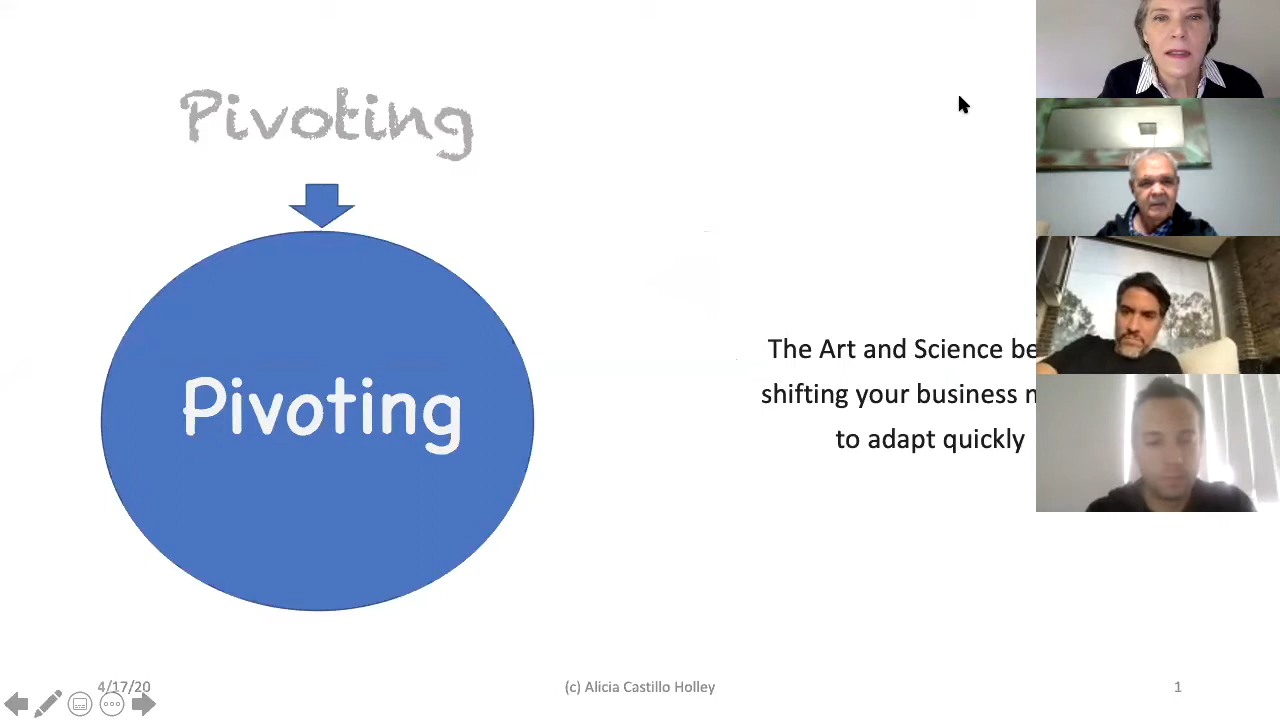 Pivoting
Pivoting
The Art and Science be
shifting your business
to adapt quickly
4/17/20
(c) Alicia Castillo Holley
1